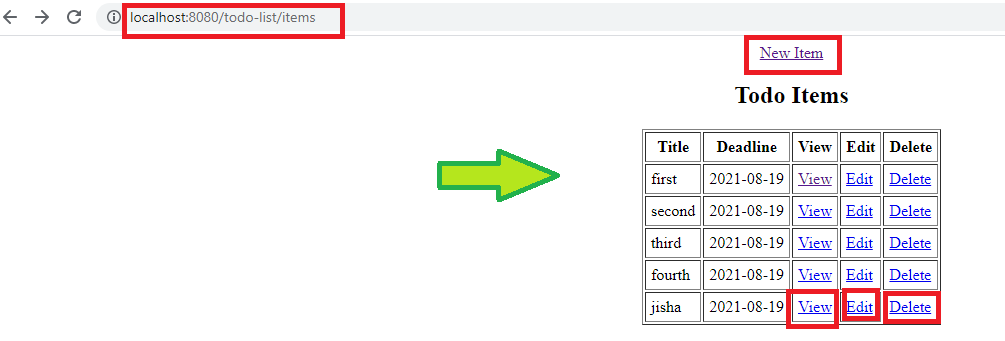 localhost:8080/todo-list/items
New Item
Todo Items
Title Deadline View Edit Delete
first 2021-08-19 View Edit Delete
second 2021-08-19 View Edit Delete
third 2021-08-19 View Edit Delete
fourth 2021-08-19 View Edit Delete
jisha 2021-08-19 View Edit Delete